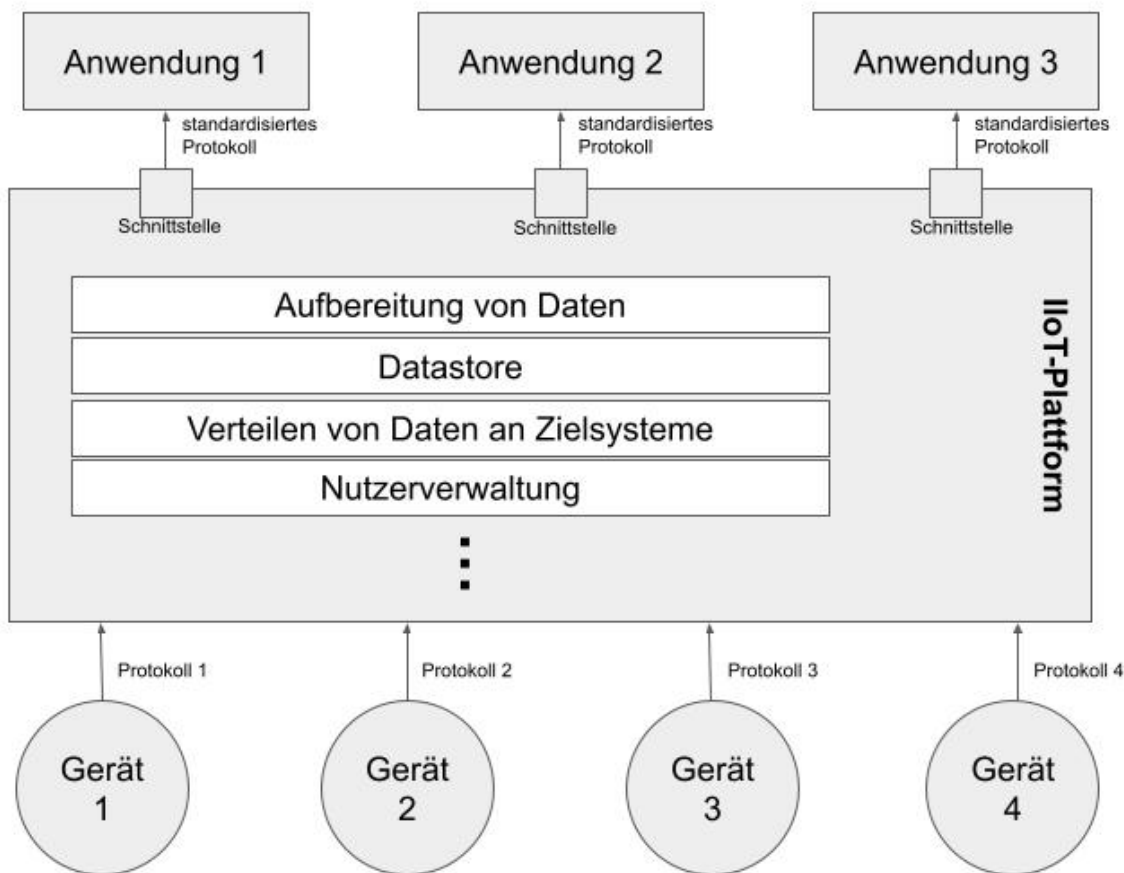 Anwendung 1
Anwendung 2
Anwendung 3
standardisiertes
Protokoll
standardisiertes
Protokoll
standardisiertes
Protokoll
Schnittstelle
Schnittstelle
Schnittstelle
Aufbereitung von Daten
Datastore
Verteilen von Daten an Zielsysteme
Nutzerverwaltung
IIoT-Plattform
Protokoll 1
Protokoll 2
Protokoll 3
Protokoll 4
Gerät
1
Gerät
2
Gerät
3
Gerät
4